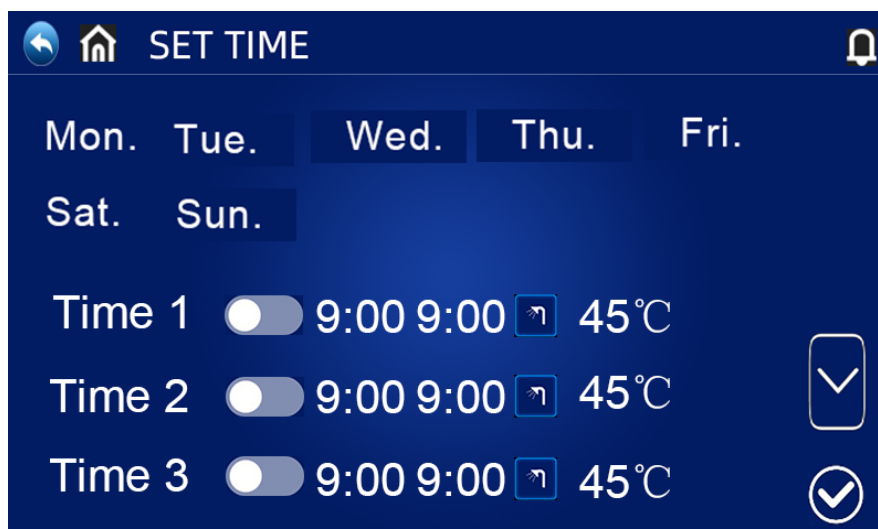 SET TIME
Mon. Tue. Wed. Thu. Fri.
Sat. Sun.
Time 1 9:00 9:00 45℃
Time 2 9:00 9:00 45℃
Time 3 9:00 9:00 45℃